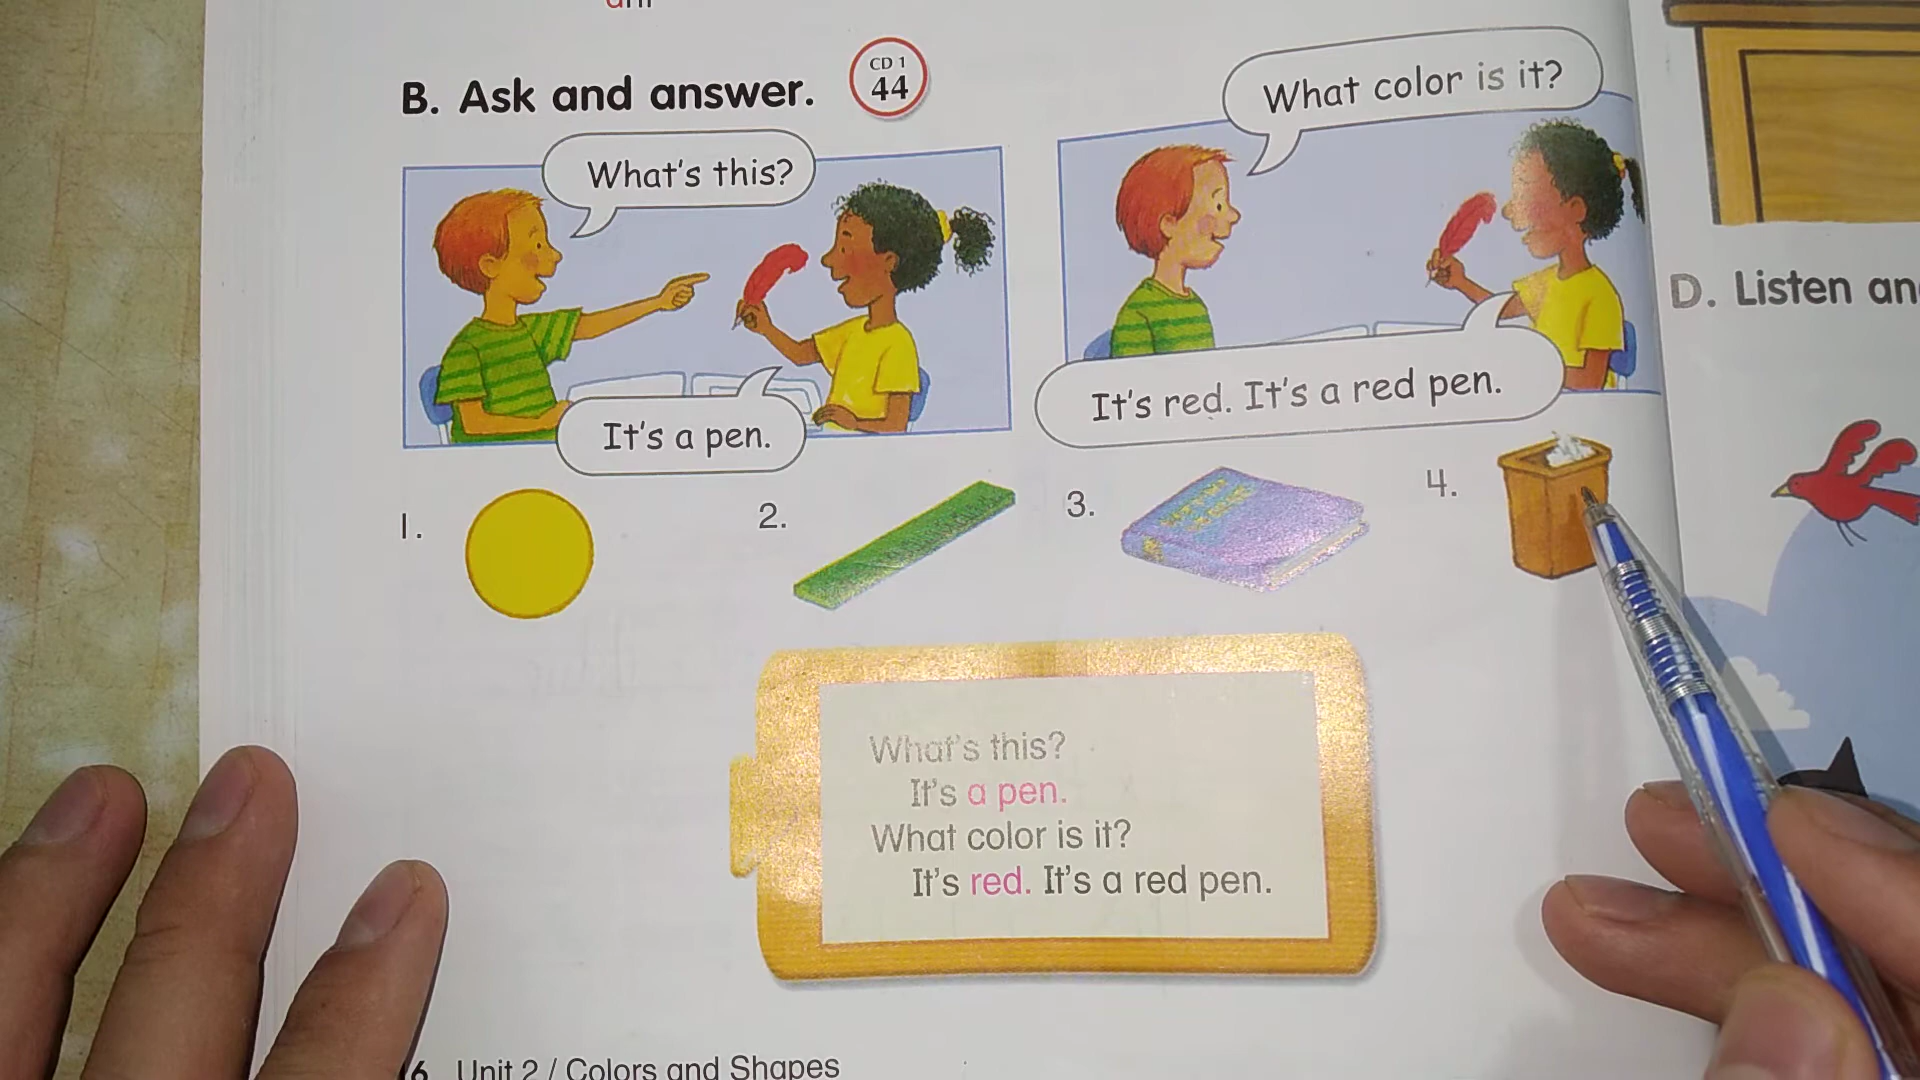 B. Ask and answer.
CD 1
44
What's this?
It's a pen.
What color is it?
It's red. It's a red pen.
1.
2.
3.
4.
What's this?
It's a pen.
What color is it?
It's red. It's a red pen.
6 Unit 2 / Colors and Shapes
D. Listen an